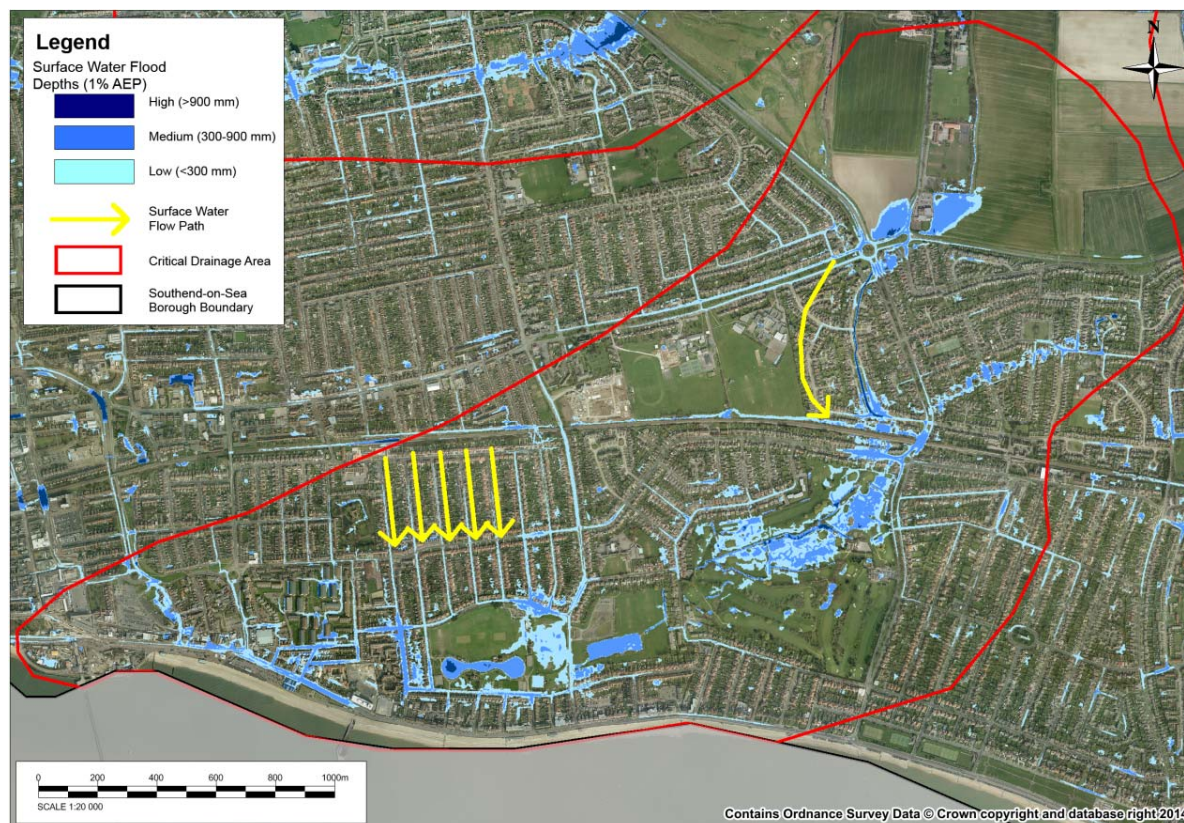 Legend
Surface Water Flood
Depths (1% AEP)
High (>900 mm)
Medium (300-900 mm)
Low (<300 mm)
Surface Water
Flow Path
Critical Drainage Area
Southend-on-Sea
Borough Boundary
N
0 200 400 600 800 1000m
SCALE 1:20 000
Contains Ordnance Survey Data © Crown copyright and database right 2014